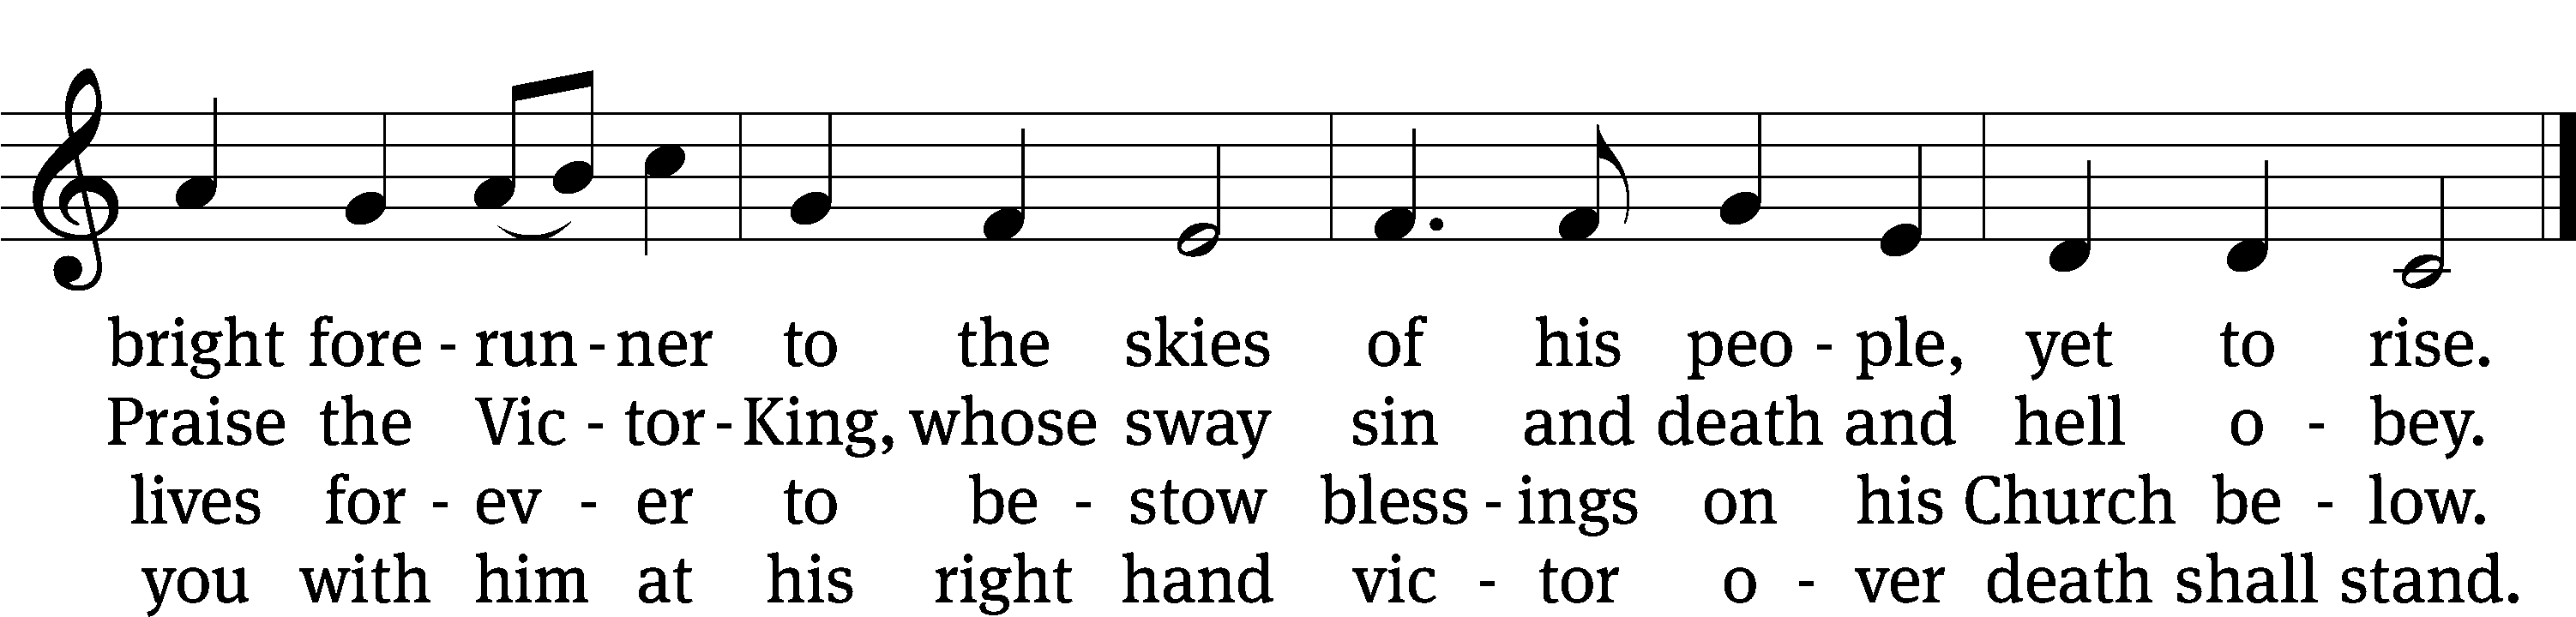 bright fore - run - ner to the skies of his peo - ple, yet to rise.
Praise the Vic - tor - King, whose sway sin and death and hell o - bey.
lives for - ev - er to be - stow bless - ings on his Church be - low.
you with him at his right hand vic - tor o - ver death shall stand.